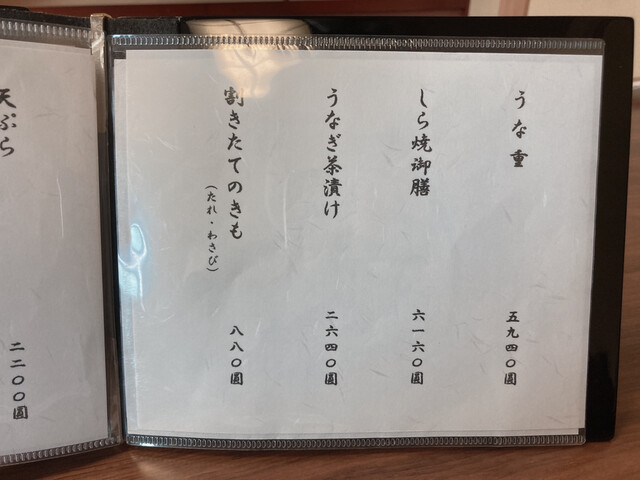 うな重 五九四〇圓
しら焼御膳 六一六〇圓
うなぎ茶漬け 二六四〇圓
割きたてのきも 八八〇圓
(たれ・わさび)
天ぷら 二二〇〇圓